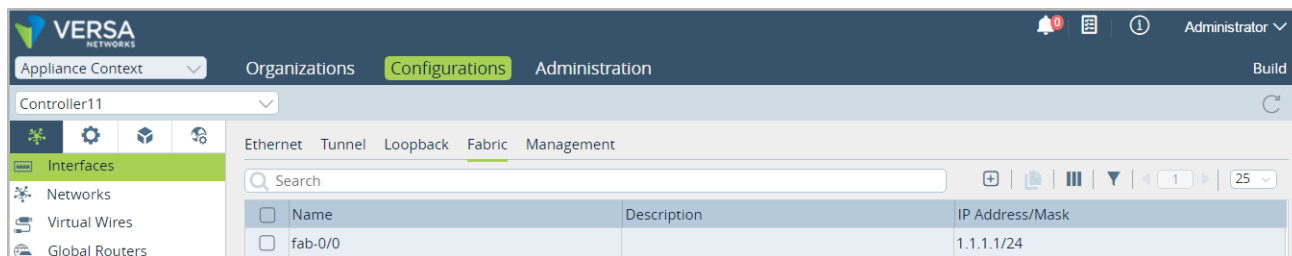 VERSA
NETWORKS
0
Administrator
Appliance Context
Organizations Configurations Administration
Build
Controller11
Ethernet Tunnel Loopback Fabric Management
Interfaces
Search
1
25
Networks
Name Description IP Address/Mask
Virtual Wires
fab-0/0 1.1.1.1/24
Global Routers